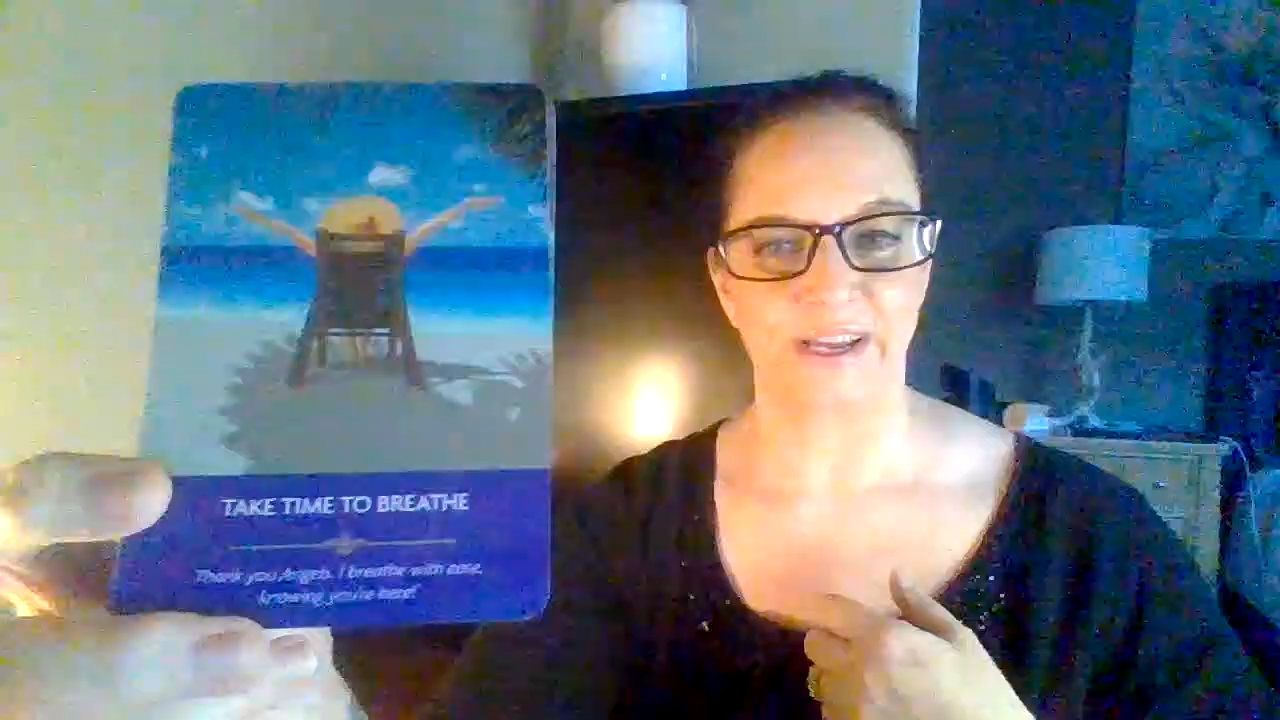 TAKE TIME TO BREATHE
Thank you Angels. I breathe with ease,
knowing you're here!